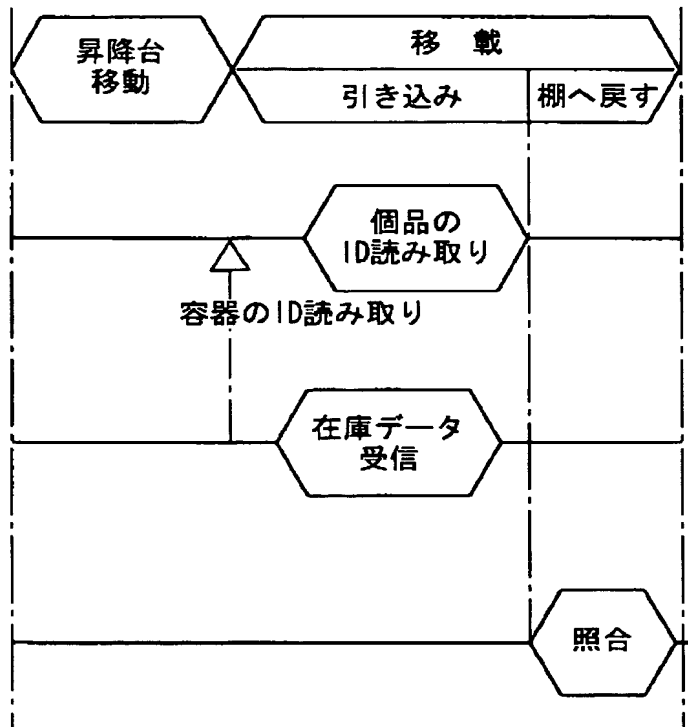 昇降台
移動
移 載
引き込み
棚へ戻す
個品の
ID読み取り
容器のID読み取り
在庫データ
受信
照合